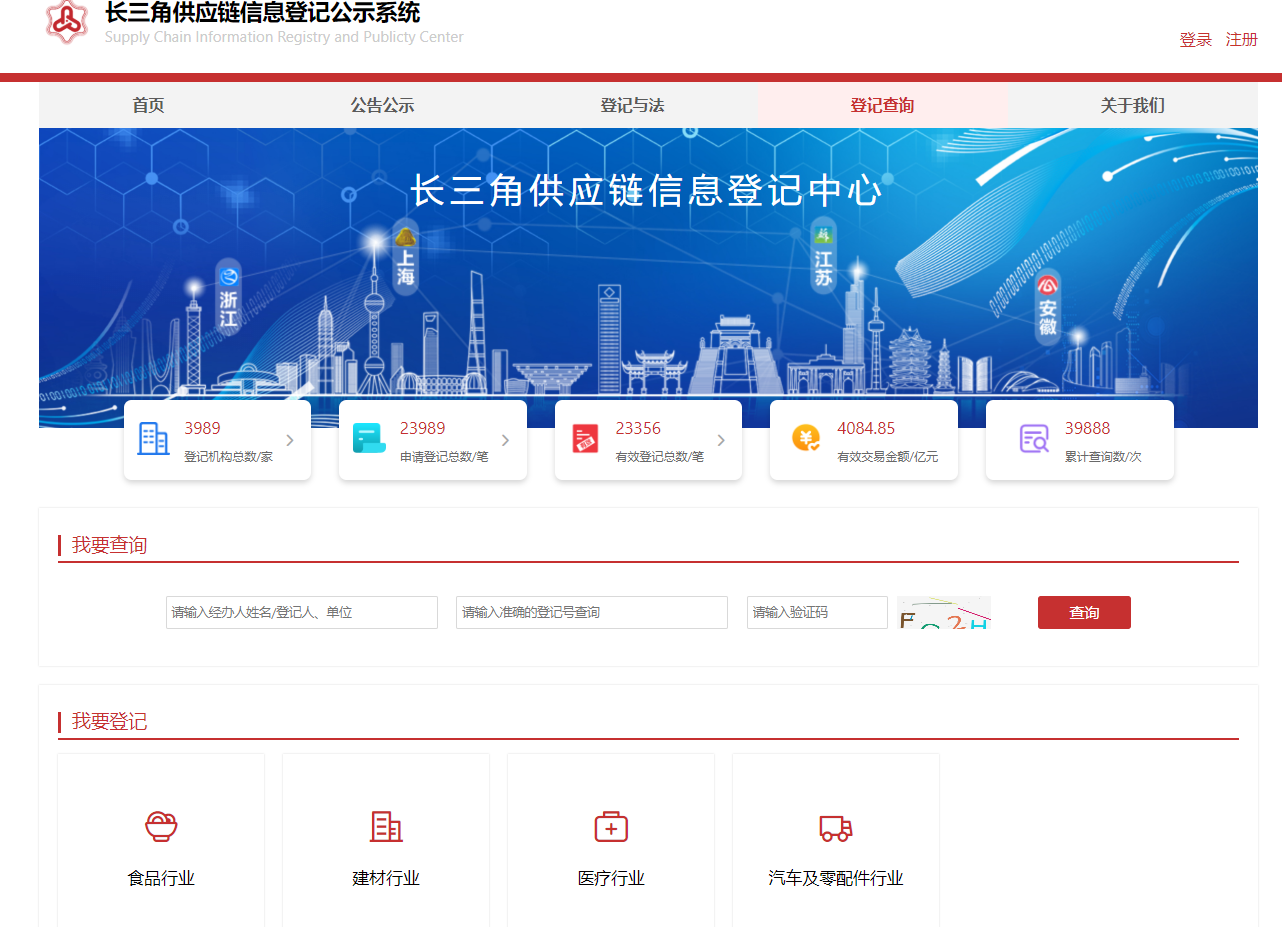 长三角供应链信息登记公示系统
Supply Chain Information Registry and Publicty Center
登录 注册
首页 公告公示 登记与法 登记查询 关于我们
长三角供应链信息登记中心
浙江
上海
江苏
安徽
3989
登记机构总数/家
23989
申请登记总数/笔
23356
有效登记总数/笔
4084.85
有效交易金额/亿元
39888
累计查询数/次
我要查询
请输入经办人姓名/登记人、单位
请输入准确的登记号查询
请输入验证码
查询
我要登记
食品行业
建材行业
医疗行业
汽车及零配件行业